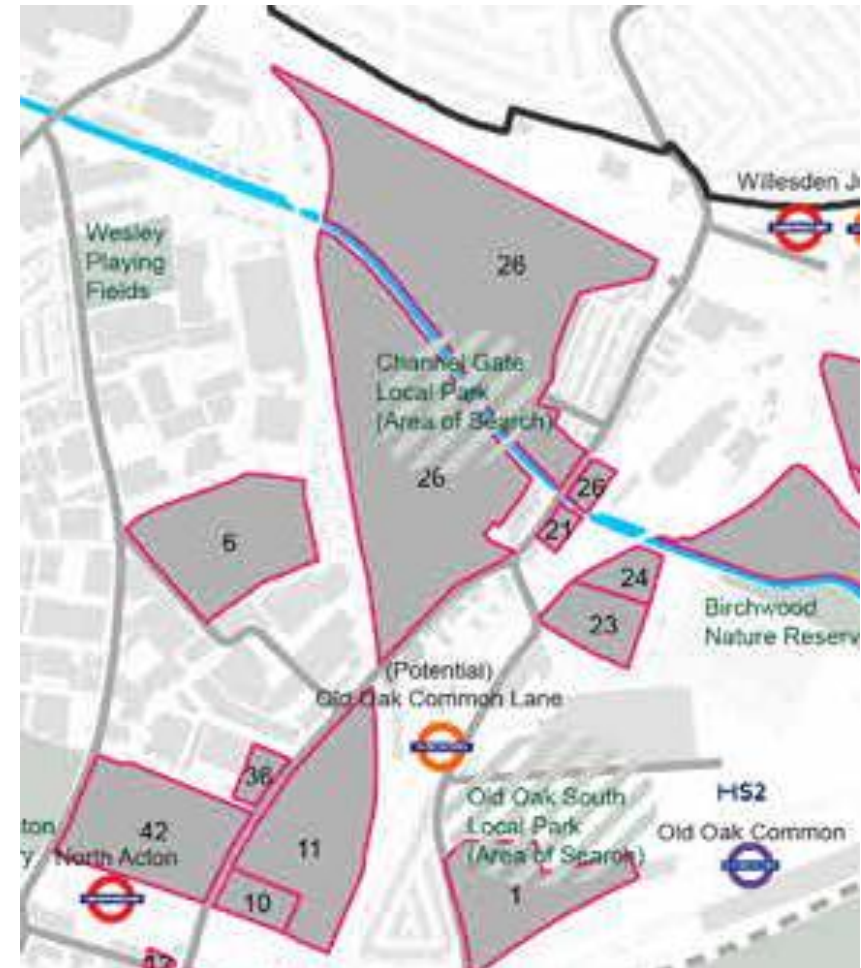 Willesden
Wesley
Playing
Fields
26
Channel Gate
Local Park
(Area of Search)
26
26
21
6
24
23
Birchwood
Nature Reserv
(Potential)
Old Oak Common Lane
36
42
11
10
North Acton
ton
y
Old Oak South
Local Park
(Area of Search)
1
HS2
Old Oak Common